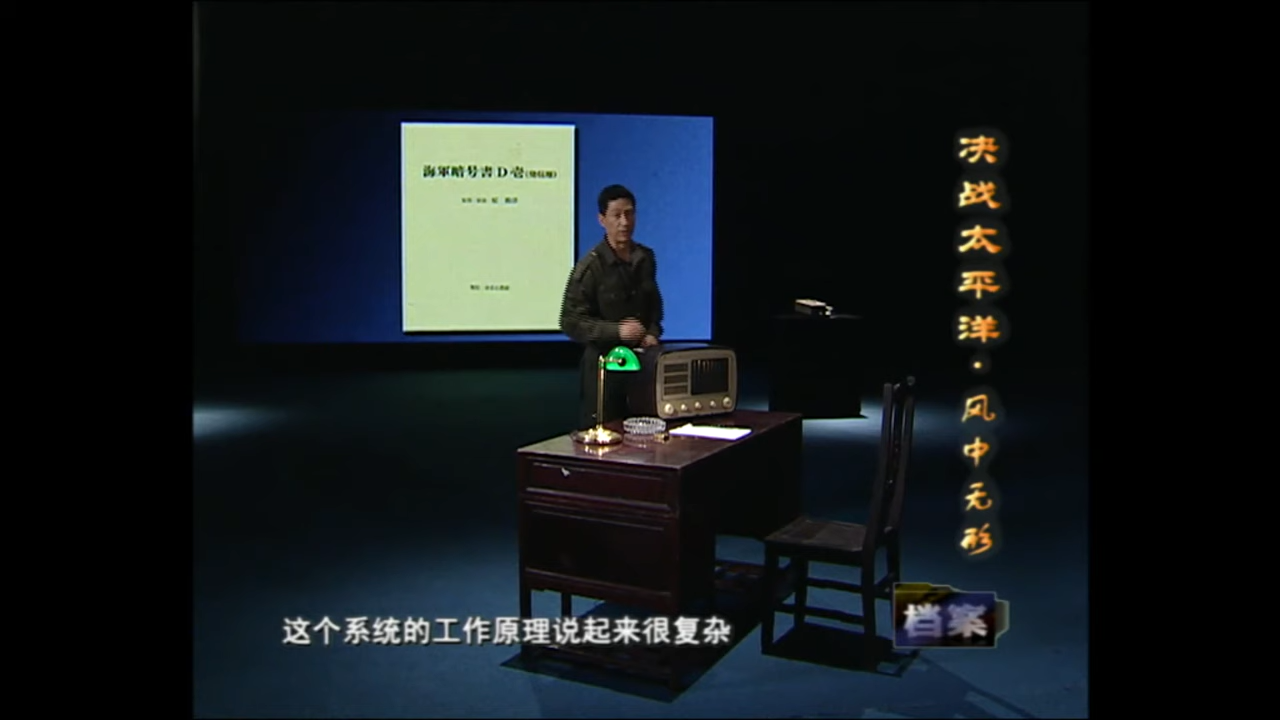 海軍暗号書D壱
决战太平洋·风中无形
这个系统的工作原理说起来很复杂
档案